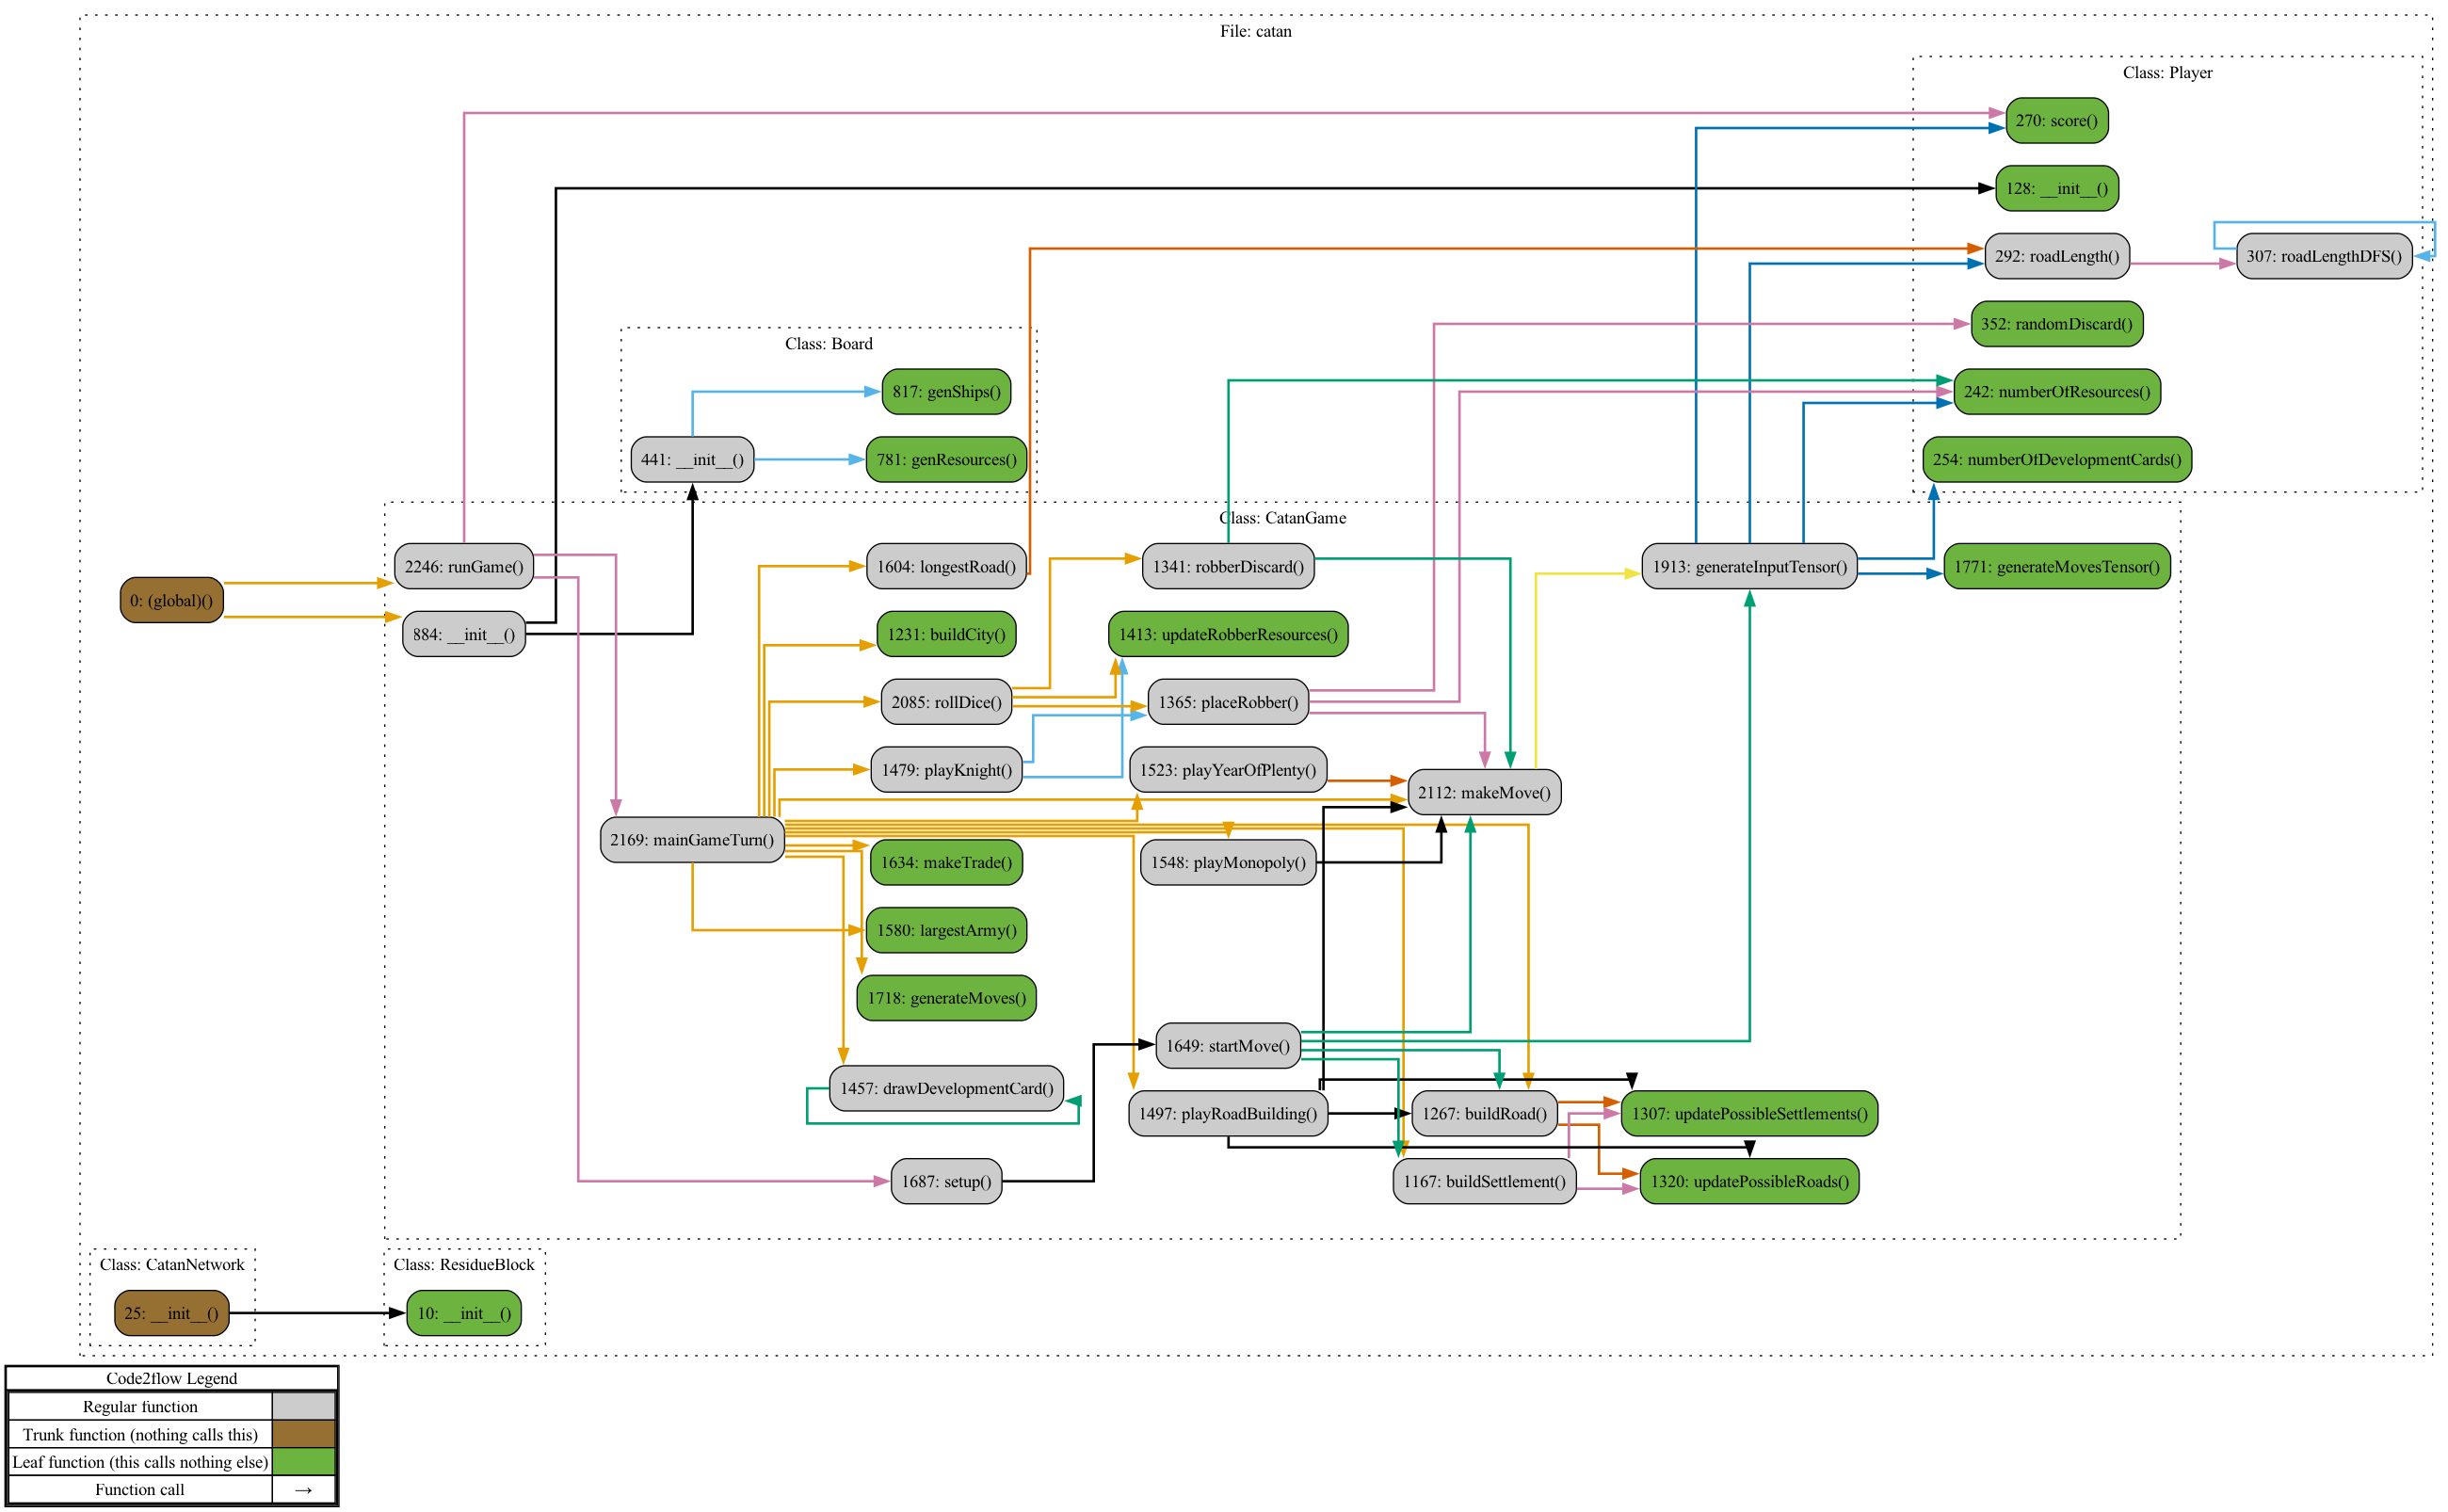 File: catan
Class: Player
270: score()
128: __init__()
292: roadLength()
307: roadLengthDFS()
352: randomDiscard()
242: numberOfResources()
254: numberOfDevelopmentCards()
Class: Board
817: genShips()
441: __init__()
781: genResources()
Class: CatanGame
2246: runGame()
1604: longestRoad()
1341: robberDiscard()
1913: generateInputTensor()
1771: generateMovesTensor()
0: (global)()
884: __init__()
1231: buildCity()
1413: updateRobberResources()
2085: rollDice()
1365: placeRobber()
1479: playKnight()
1523: playYearOfPlenty()
2112: makeMove()
2169: mainGameTurn()
1634: makeTrade()
1548: playMonopoly()
1580: largestArmy()
1718: generateMoves()
1649: startMove()
1457: drawDevelopmentCard()
1497: playRoadBuilding()
1267: buildRoad()
1307: updatePossibleSettlements()
1687: setup()
1167: buildSettlement()
1320: updatePossibleRoads()
Class: CatanNetwork
25: __init__()
Class: ResidueBlock
10: __init__()
Code2flow Legend
Regular function
Trunk function (nothing calls this)
Leaf function (this calls nothing else)
Function call →